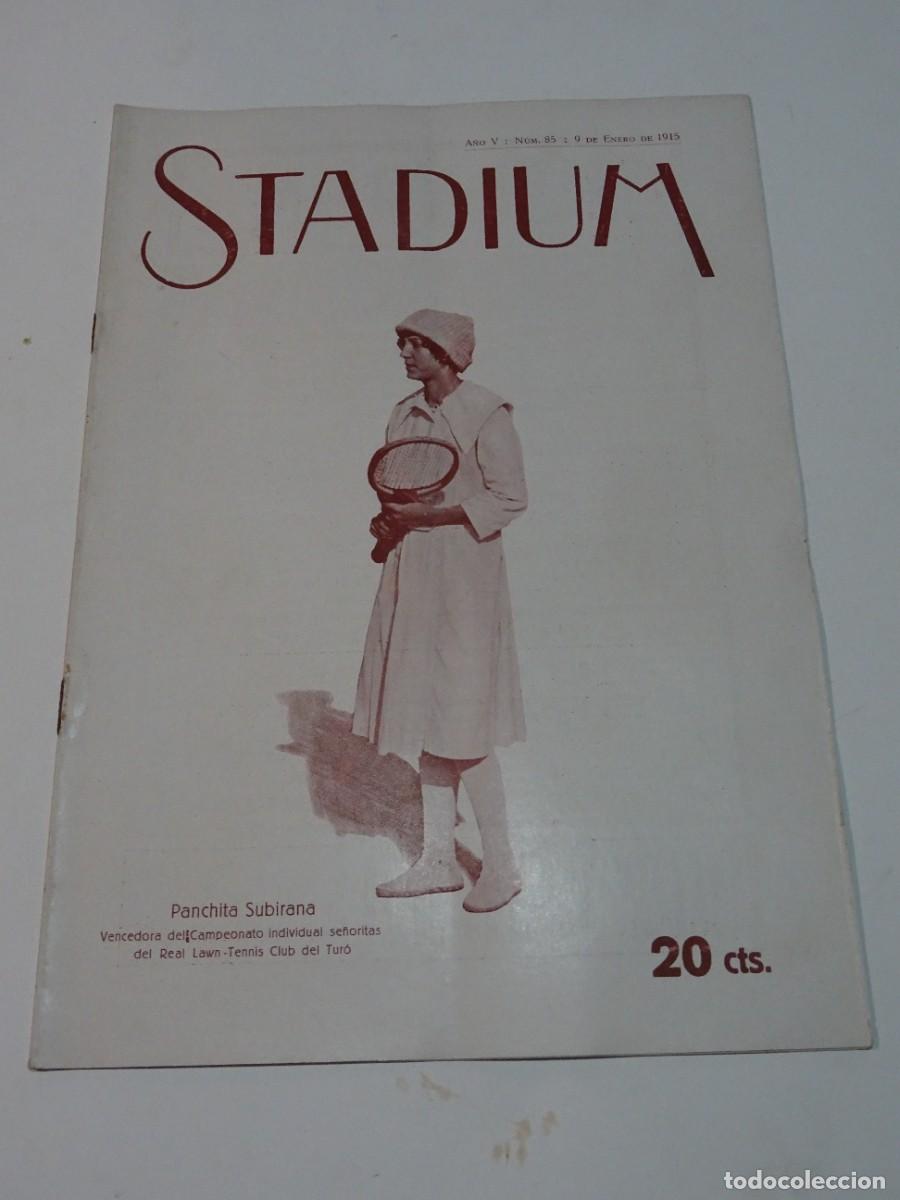 Año V : Núm. 85 : 9 de Enero de 1915
STADIUM
Panchita Subirana
Vencedora del Campeonato individual señoritas
del Real Lawn-Tennis Club del Turó
20 cts.
todocoleccion